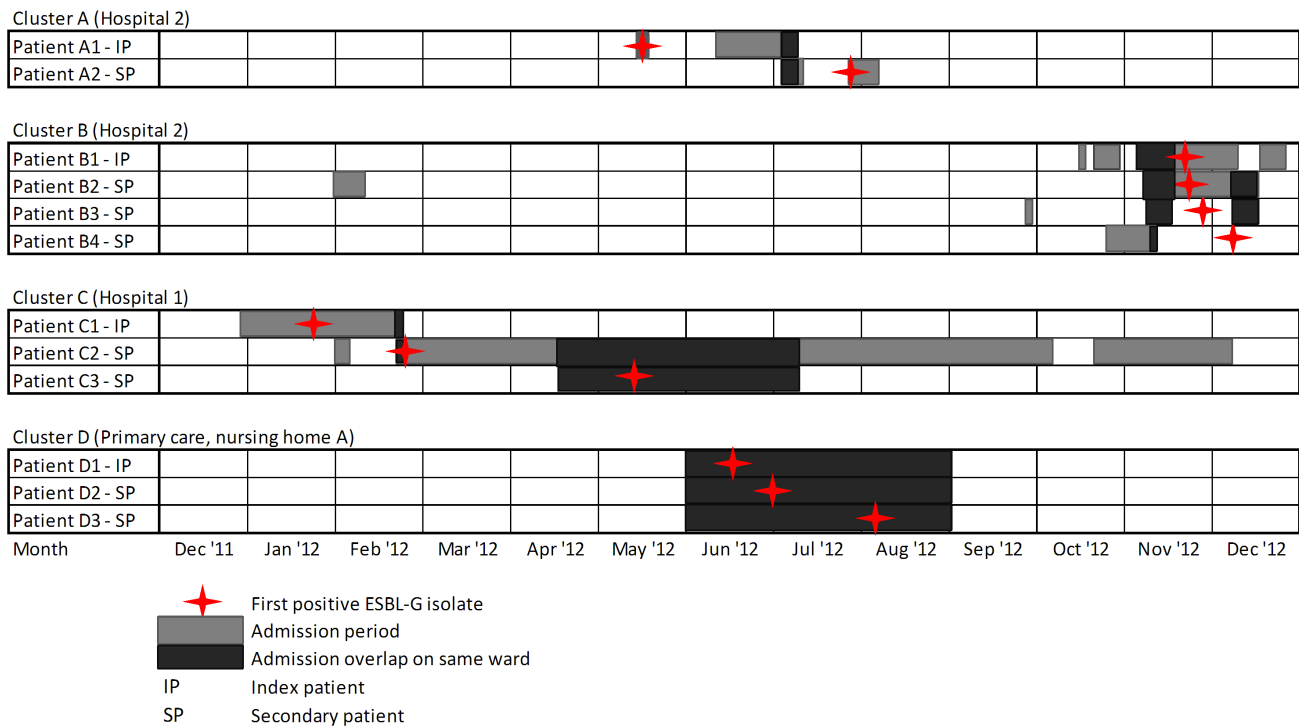 Cluster A (Hospital 2)
Patient A1 - IP
Patient A2 - SP
Cluster B (Hospital 2)
Patient B1 - IP
Patient B2 - SP
Patient B3 - SP
Patient B4 - SP
Cluster C (Hospital 1)
Patient C1 - IP
Patient C2 - SP
Patient C3 - SP
Cluster D (Primary care, nursing home A)
Patient D1 - IP
Patient D2 - SP
Patient D3 - SP
Month Dec '11 Jan '12 Feb '12 Mar '12 Apr '12 May '12 Jun '12 Jul '12 Aug '12 Sep '12 Oct '12 Nov '12 Dec '12
First positive ESBL-G isolate
Admission period
Admission overlap on same ward
IP Index patient
SP Secondary patient